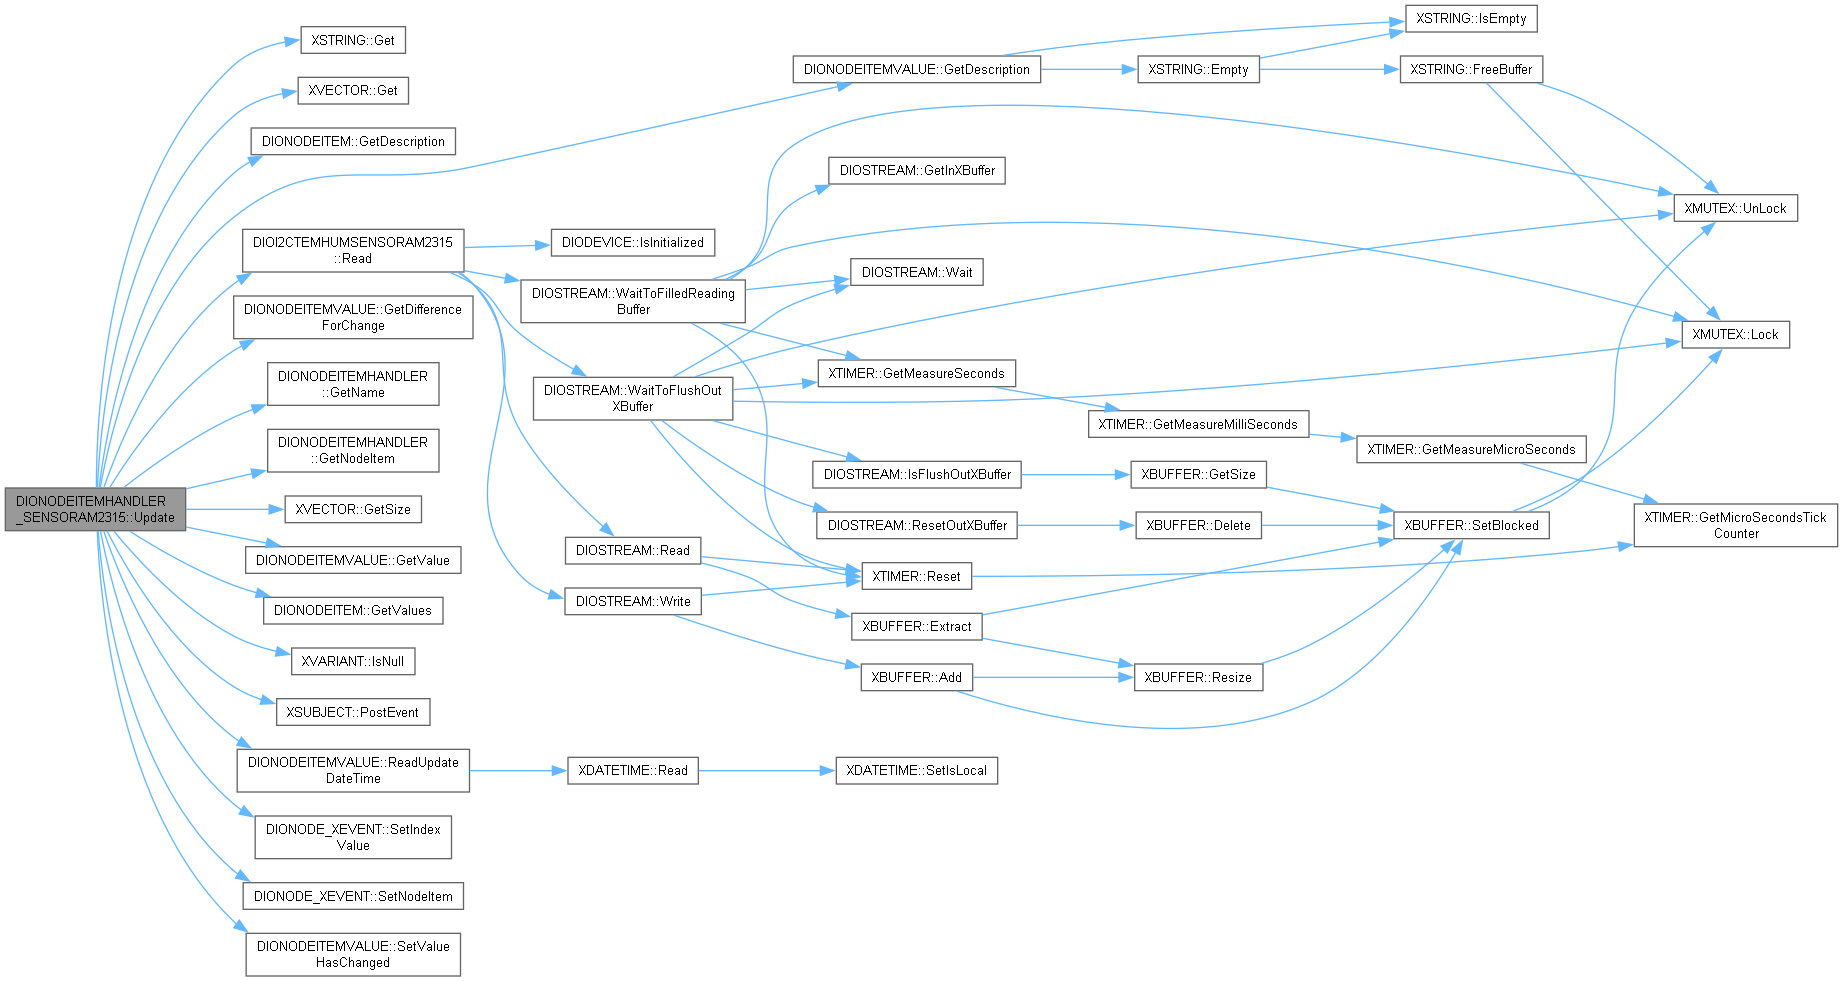 DIONODEITEMHANDLER
_SENSORAM2315::Update
XSTRING::Get
XVECTOR::Get
DIONODEITEM::GetDescription
DIOI2CTEMHUMSENSORAM2315
::Read
DIONODEITEMVALUE::GetDifference
ForChange
DIONODEITEMHANDLER
::GetName
DIONODEITEMHANDLER
::GetNodeItem
XVECTOR::GetSize
DIONODEITEMVALUE::GetValue
DIONODEITEM::GetValues
XVARIANT::IsNull
XSUBJECT::PostEvent
DIONODEITEMVALUE::ReadUpdate
DateTime
DIONODE_XEVENT::SetIndex
Value
DIONODE_XEVENT::SetNodeItem
DIONODEITEMVALUE::SetValue
HasChanged
DIODEVICE::IsInitialized
DIOSTREAM::WaitToFilledReading
Buffer
DIOSTREAM::WaitToFlushOut
XBuffer
DIOSTREAM::Read
DIOSTREAM::Write
XDATETIME::Read
DIONODEITEMVALUE::GetDescription
DIOSTREAM::GetInXBuffer
DIOSTREAM::Wait
XTIMER::GetMeasureSeconds
DIOSTREAM::IsFlushOutXBuffer
DIOSTREAM::ResetOutXBuffer
XTIMER::Reset
XBUFFER::Extract
XBUFFER::Add
XDATETIME::SetIsLocal
XSTRING::Empty
XTIMER::GetMeasureMilliSeconds
XBUFFER::GetSize
XBUFFER::Delete
XBUFFER::Resize
XSTRING::IsEmpty
XSTRING::FreeBuffer
XTIMER::GetMeasureMicroSeconds
XBUFFER::SetBlocked
XMUTEX::UnLock
XMUTEX::Lock
XTIMER::GetMicroSecondsTick
Counter